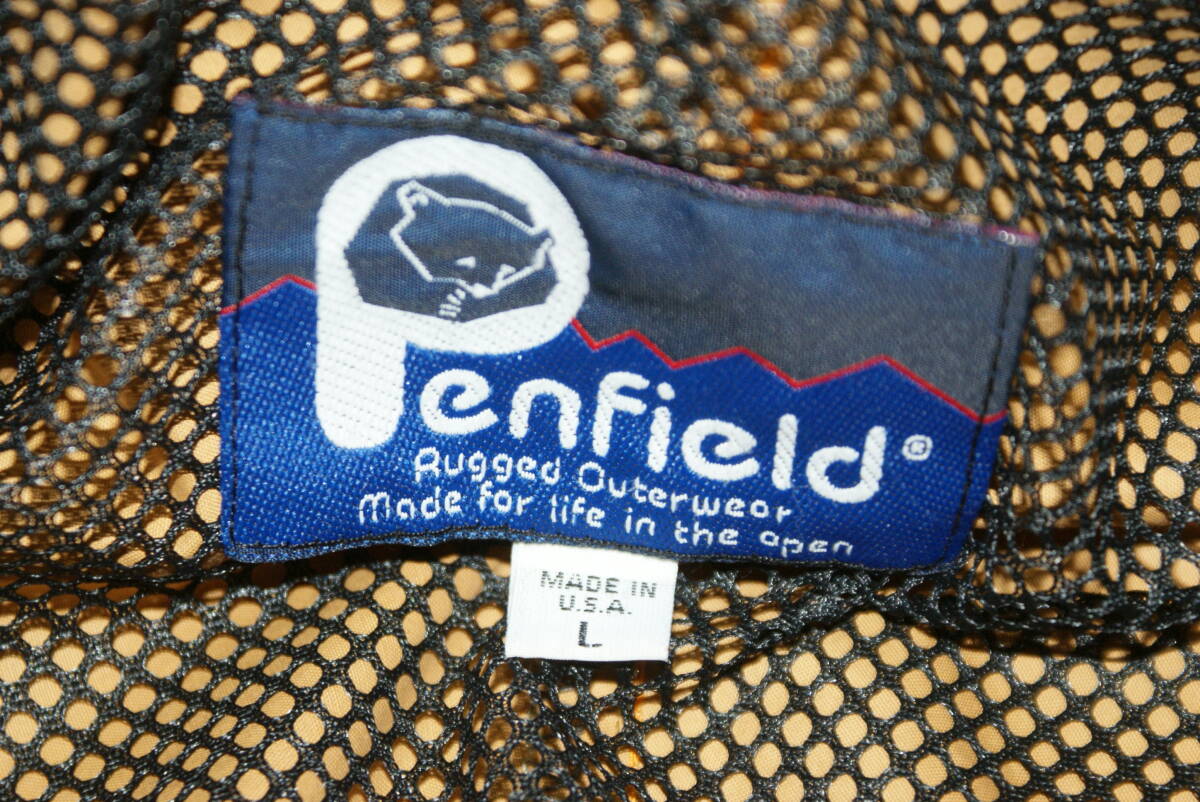 Penfield®
Rugged Outerwear
Made for life in the open
MADE IN
U.S.A.
L